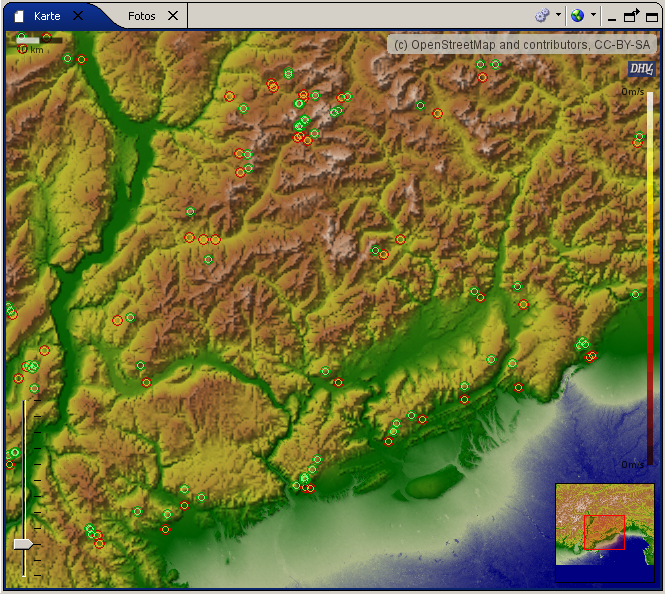 Karte
Fotos
km
(c) OpenStreetMap and contributors, CC-BY-SA
DHV
0m/s
0m/s